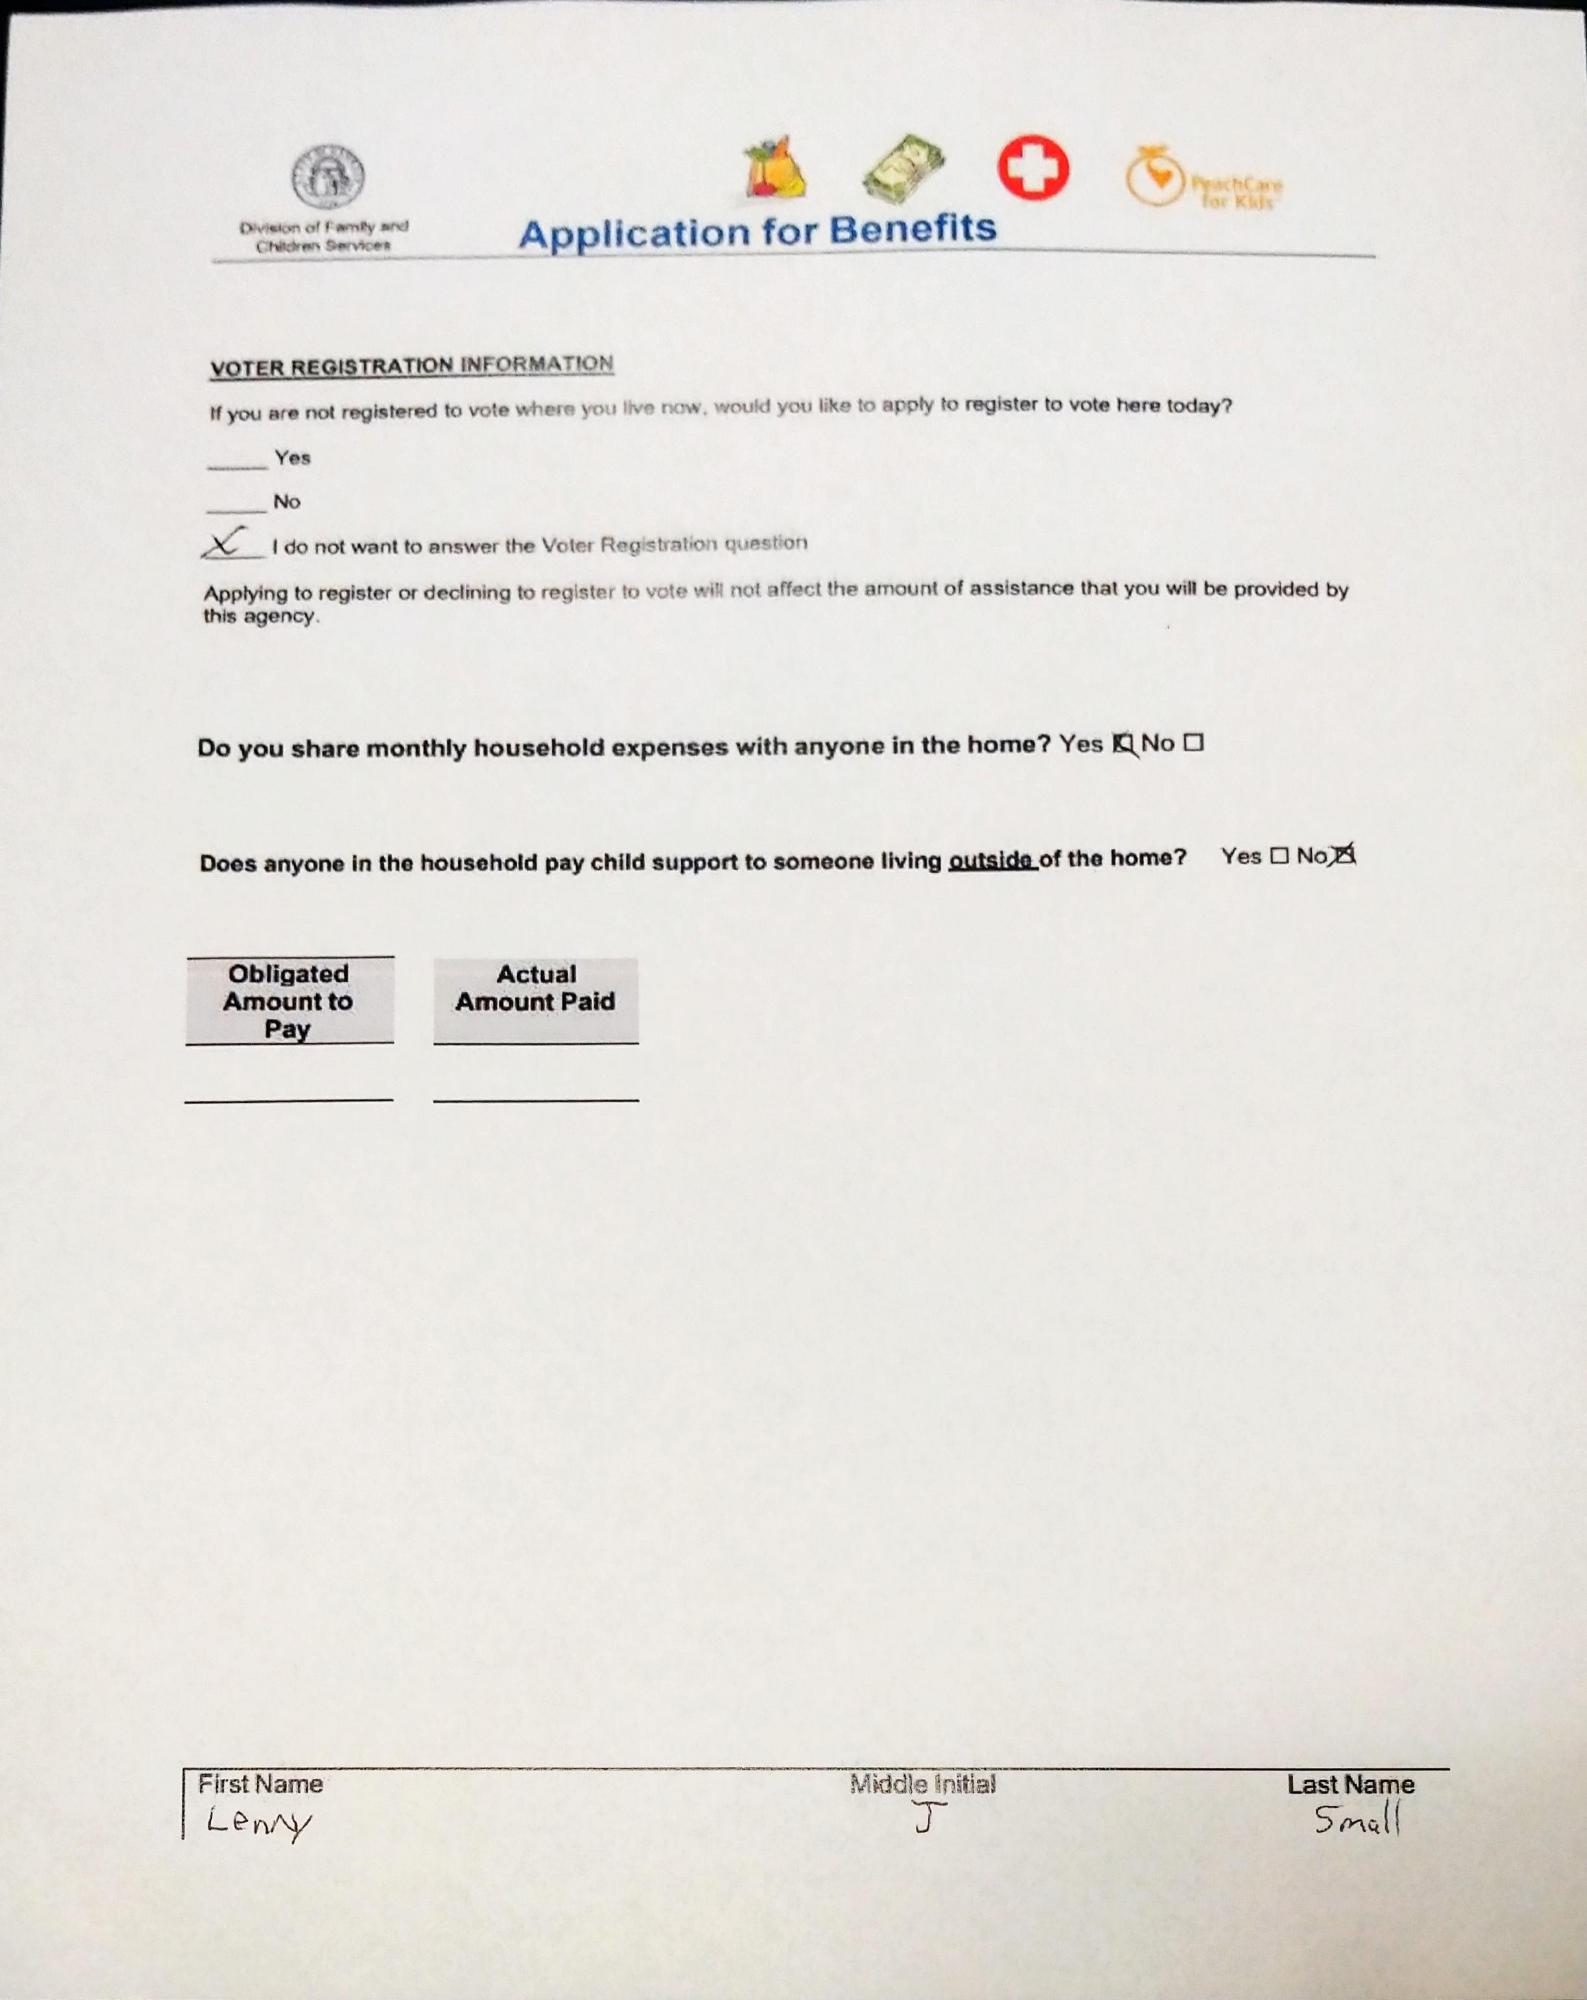 Division of Family and
Children Services
PeachCare
for Kids
Application for Benefits
VOTER REGISTRATION INFORMATION
If you are not registered to vote where you live now, would you like to apply to register to vote here today?
_____ Yes
_____ No
X I do not want to answer the Voter Registration question
Applying to register or declining to register to vote will not affect the amount of assistance that you will be provided by
this agency.
Do you share monthly household expenses with anyone in the home? Yes ☒ No ☐
Does anyone in the household pay child support to someone living outside of the home? Yes ☐ No ☒
Obligated Actual
Amount to Amount Paid
Pay
First Name Middle Initial Last Name
Lenny J Small